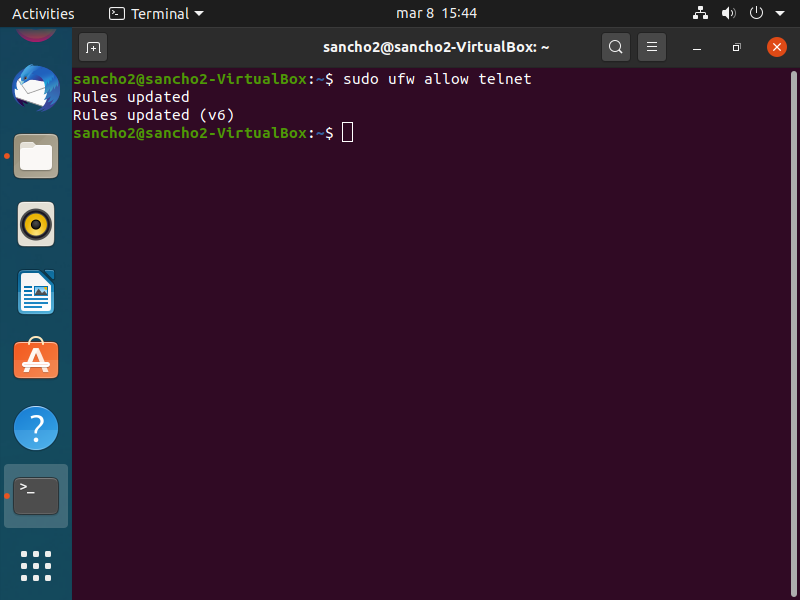 Activities
Terminal
mar 8 15:44
sancho2@sancho2-VirtualBox: ~
sancho2@sancho2-VirtualBox:~$ sudo ufw allow telnet
Rules updated
Rules updated (v6)
sancho2@sancho2-VirtualBox:~$